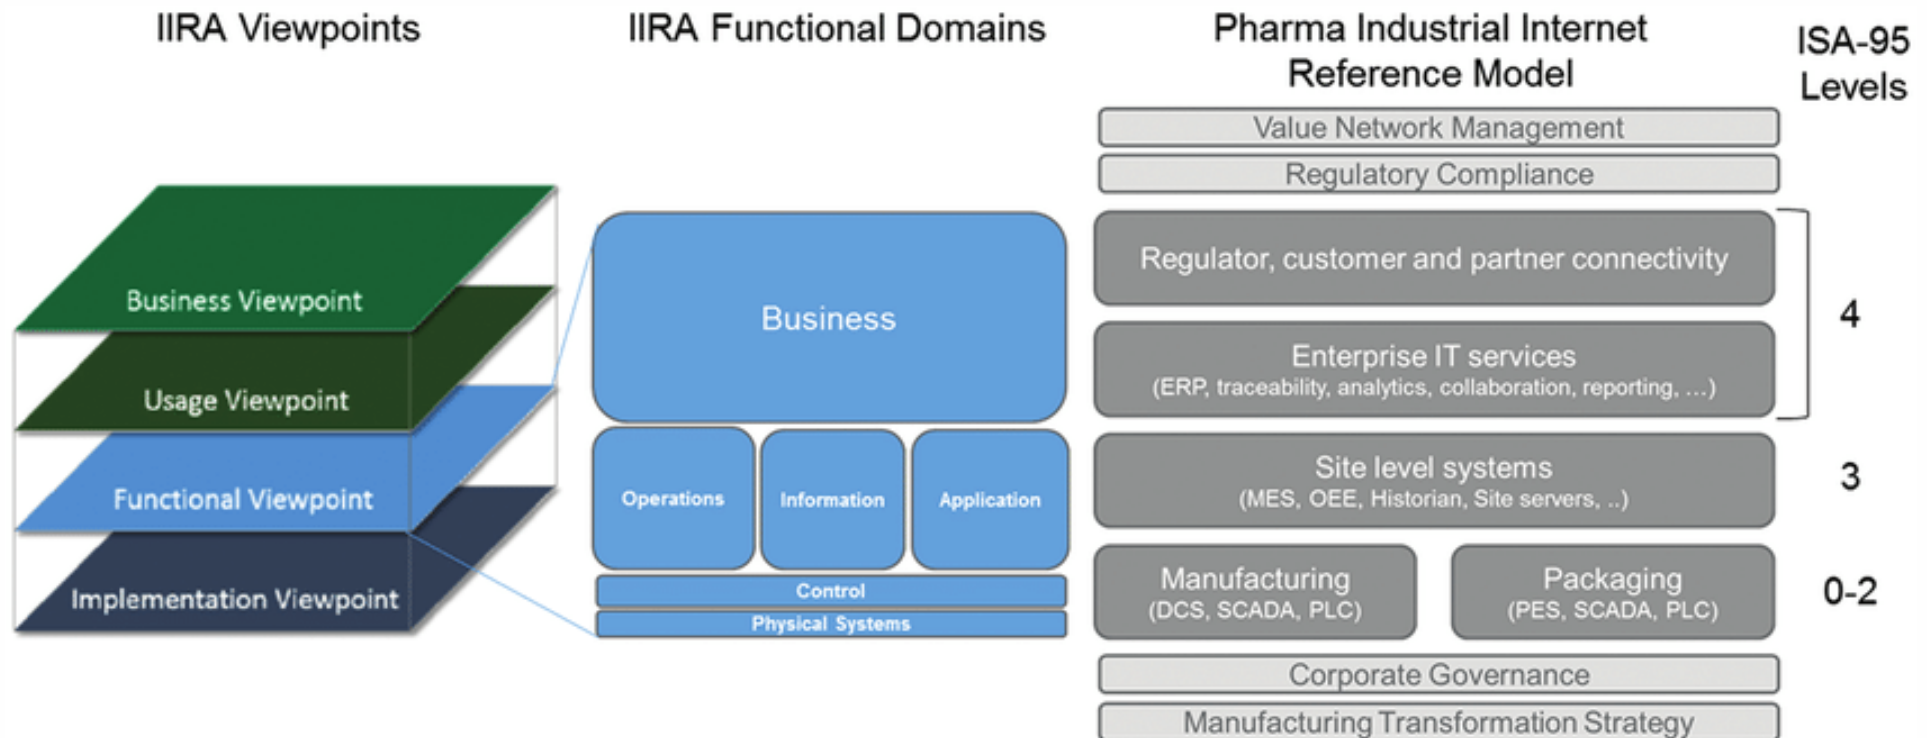 IIRA Viewpoints
Business Viewpoint
Usage Viewpoint
Functional Viewpoint
Implementation Viewpoint
IIRA Functional Domains
Business
Operations
Information
Application
Control
Physical Systems
Pharma Industrial Internet
Reference Model
Value Network Management
Regulatory Compliance
Regulator, customer and partner connectivity
Enterprise IT services
(ERP, traceability, analytics, collaboration, reporting, ...)
Site level systems
(MES, OEE, Historian, Site servers, ..)
Manufacturing
(DCS, SCADA, PLC)
Packaging
(PES, SCADA, PLC)
Corporate Governance
Manufacturing Transformation Strategy
ISA-95
Levels
4
3
0-2